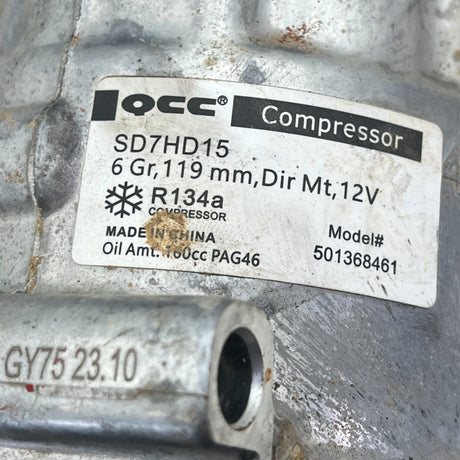 QCC® Compressor
SD7HD15
6 Gr,119 mm,Dir Mt,12V
R134a
COMPRESSOR
MADE IN CHINA
Model#
Oil Amt. 160cc PAG46
501368461
GY75 23.10